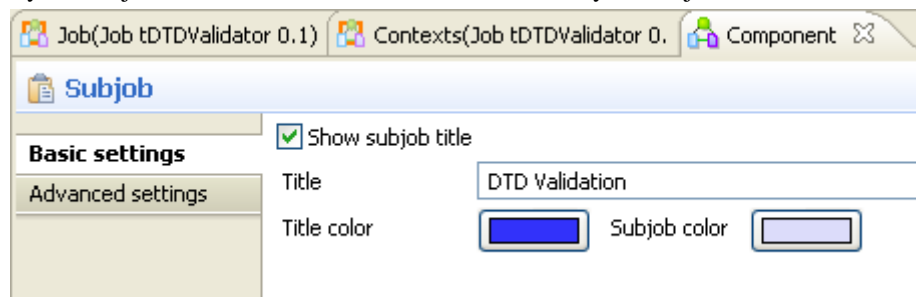 Job(Job tDTDValidator 0.1) Contexts(Job tDTDValidator 0. Component
Subjob
Basic settings
Advanced settings
Show subjob title
Title DTD Validation
Title color Subjob color